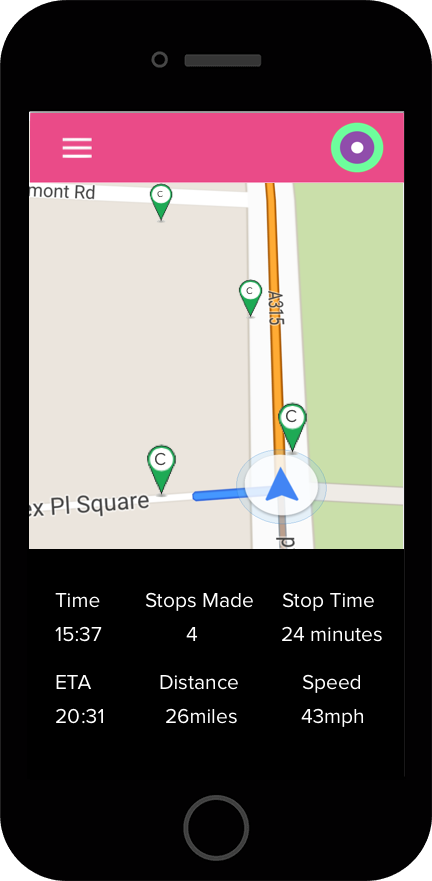 mont Rd
C
C
A315
C
C
ex Pl Square
pl
Time Stops Made Stop Time
15:37 4 24 minutes
ETA Distance Speed
20:31 26miles 43mph